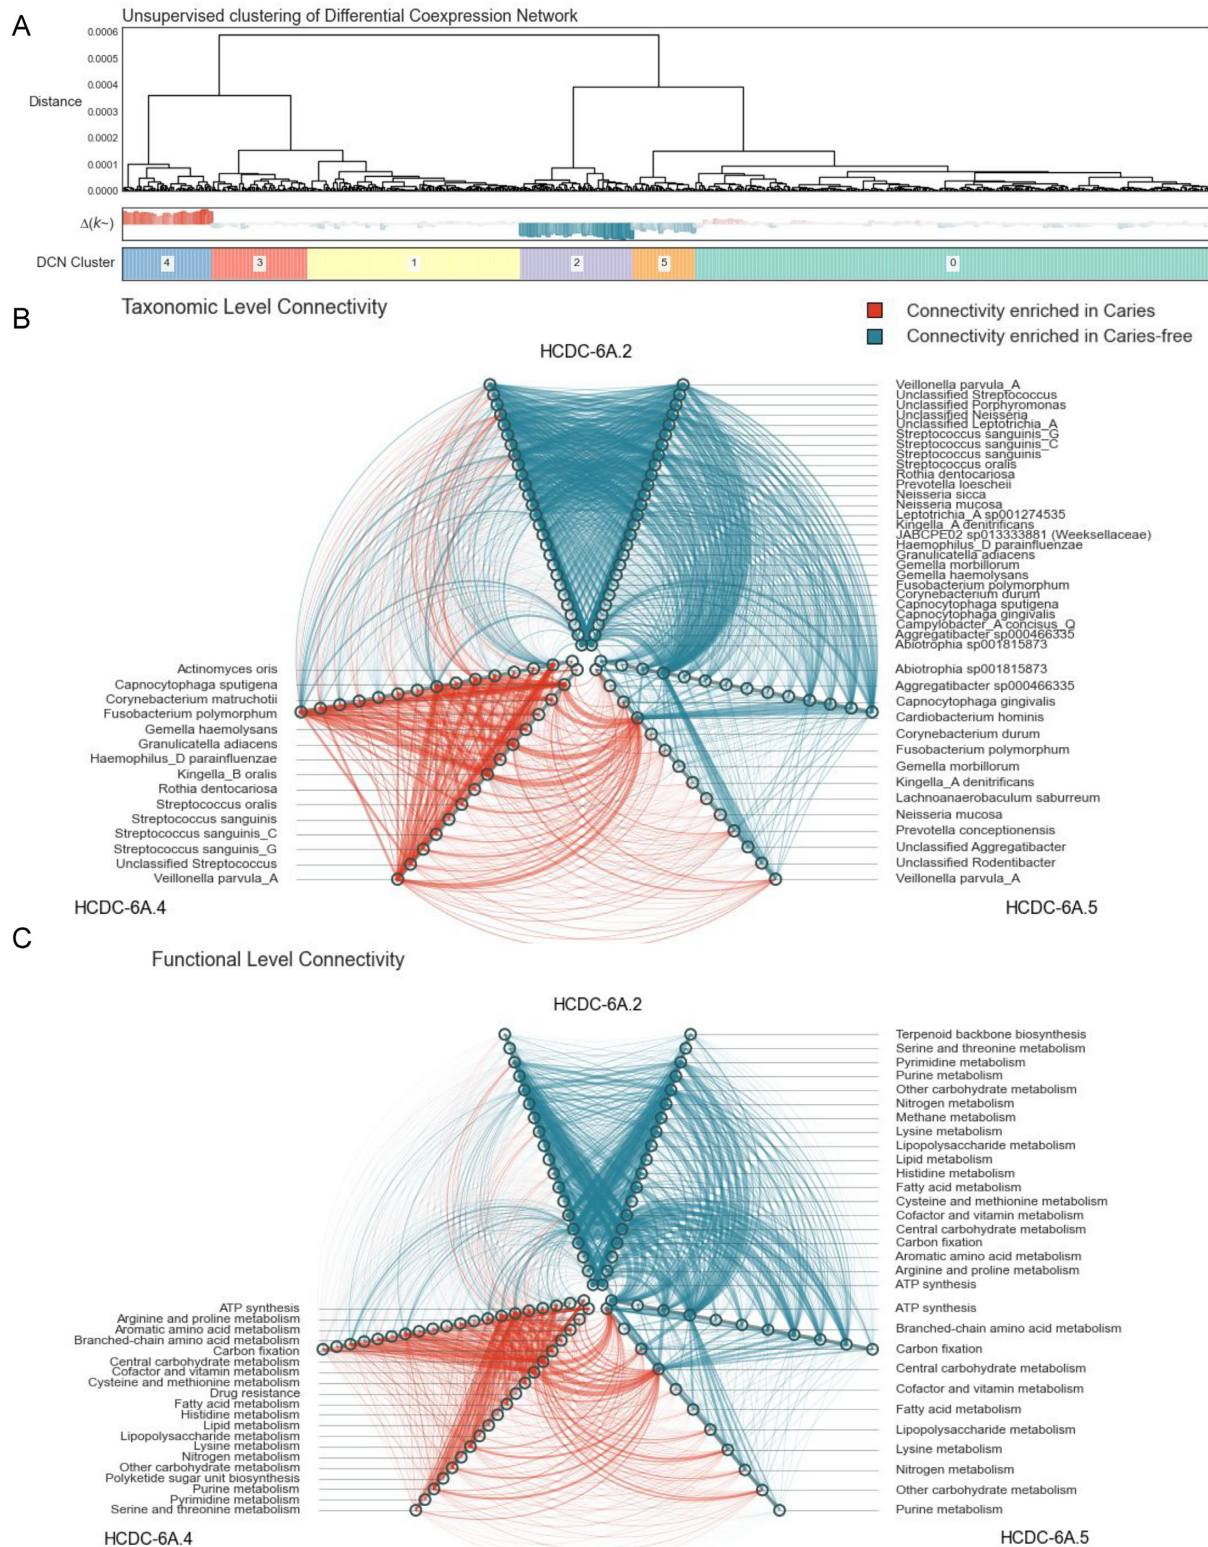 A
Unsupervised clustering of Differential Coexpression Network
0.0006
0.0005
0.0004
Distance
0.0003
0.0002
0.0001
0.0000
Δ(k~)
DCN Cluster
4
3
1
2
5
0
B
Taxonomic Level Connectivity
Connectivity enriched in Caries
Connectivity enriched in Caries-free
HCDC-6A.2
Veillonella parvula_A
Unclassified Streptococcus
Unclassified Porphyromonas
Unclassified Neisseria
Unclassified Leptotrichia_A
Streptococcus sanguinis_G
Streptococcus sanguinis_C
Streptococcus sanguinis
Streptococcus oralis
Rothia dentocariosa
Prevotella loescheii
Neisseria sicca
Neisseria mucosa
Leptotrichia_A sp001274535
Kingella_A denitrificans
JABCPE02 sp013333881 (Weeksellaceae)
Haemophilus_D parainfluenzae
Granulicatella adiacens
Gemella morbillorum
Gemella haemolysans
Fusobacterium polymorphum
Corynebacterium durum
Capnocytophaga sputigena
Capnocytophaga gingivalis
Campylobacter_A concisus_Q
Aggregatibacter sp000466335
Abiotrophia sp001815873
Actinomyces oris
Capnocytophaga sputigena
Corynebacterium matruchotii
Fusobacterium polymorphum
Gemella haemolysans
Granulicatella adiacens
Haemophilus_D parainfluenzae
Kingella_B oralis
Rothia dentocariosa
Streptococcus oralis
Streptococcus sanguinis
Streptococcus sanguinis_C
Streptococcus sanguinis_G
Unclassified Streptococcus
Veillonella parvula_A
HCDC-6A.4
Abiotrophia sp001815873
Aggregatibacter sp000466335
Capnocytophaga gingivalis
Cardiobacterium hominis
Corynebacterium durum
Fusobacterium polymorphum
Gemella morbillorum
Kingella_A denitrificans
Lachnoanaerobaculum saburreum
Neisseria mucosa
Prevotella conceptionensis
Unclassified Aggregatibacter
Unclassified Rodentibacter
Veillonella parvula_A
HCDC-6A.5
C
Functional Level Connectivity
HCDC-6A.2
Terpenoid backbone biosynthesis
Serine and threonine metabolism
Pyrimidine metabolism
Purine metabolism
Other carbohydrate metabolism
Nitrogen metabolism
Methane metabolism
Lysine metabolism
Lipopolysaccharide metabolism
Lipid metabolism
Histidine metabolism
Fatty acid metabolism
Cysteine and methionine metabolism
Cofactor and vitamin metabolism
Central carbohydrate metabolism
Carbon fixation
Aromatic amino acid metabolism
Arginine and proline metabolism
ATP synthesis
ATP synthesis
Arginine and proline metabolism
Aromatic amino acid metabolism
Branched-chain amino acid metabolism
Carbon fixation
Central carbohydrate metabolism
Cofactor and vitamin metabolism
Cysteine and methionine metabolism
Drug resistance
Fatty acid metabolism
Histidine metabolism
Lipid metabolism
Lipopolysaccharide metabolism
Lysine metabolism
Nitrogen metabolism
Other carbohydrate metabolism
Polyketide sugar unit biosynthesis
Purine metabolism
Pyrimidine metabolism
Serine and threonine metabolism
HCDC-6A.4
ATP synthesis
Branched-chain amino acid metabolism
Carbon fixation
Central carbohydrate metabolism
Cofactor and vitamin metabolism
Fatty acid metabolism
Lipopolysaccharide metabolism
Lysine metabolism
Nitrogen metabolism
Other carbohydrate metabolism
Purine metabolism
HCDC-6A.5